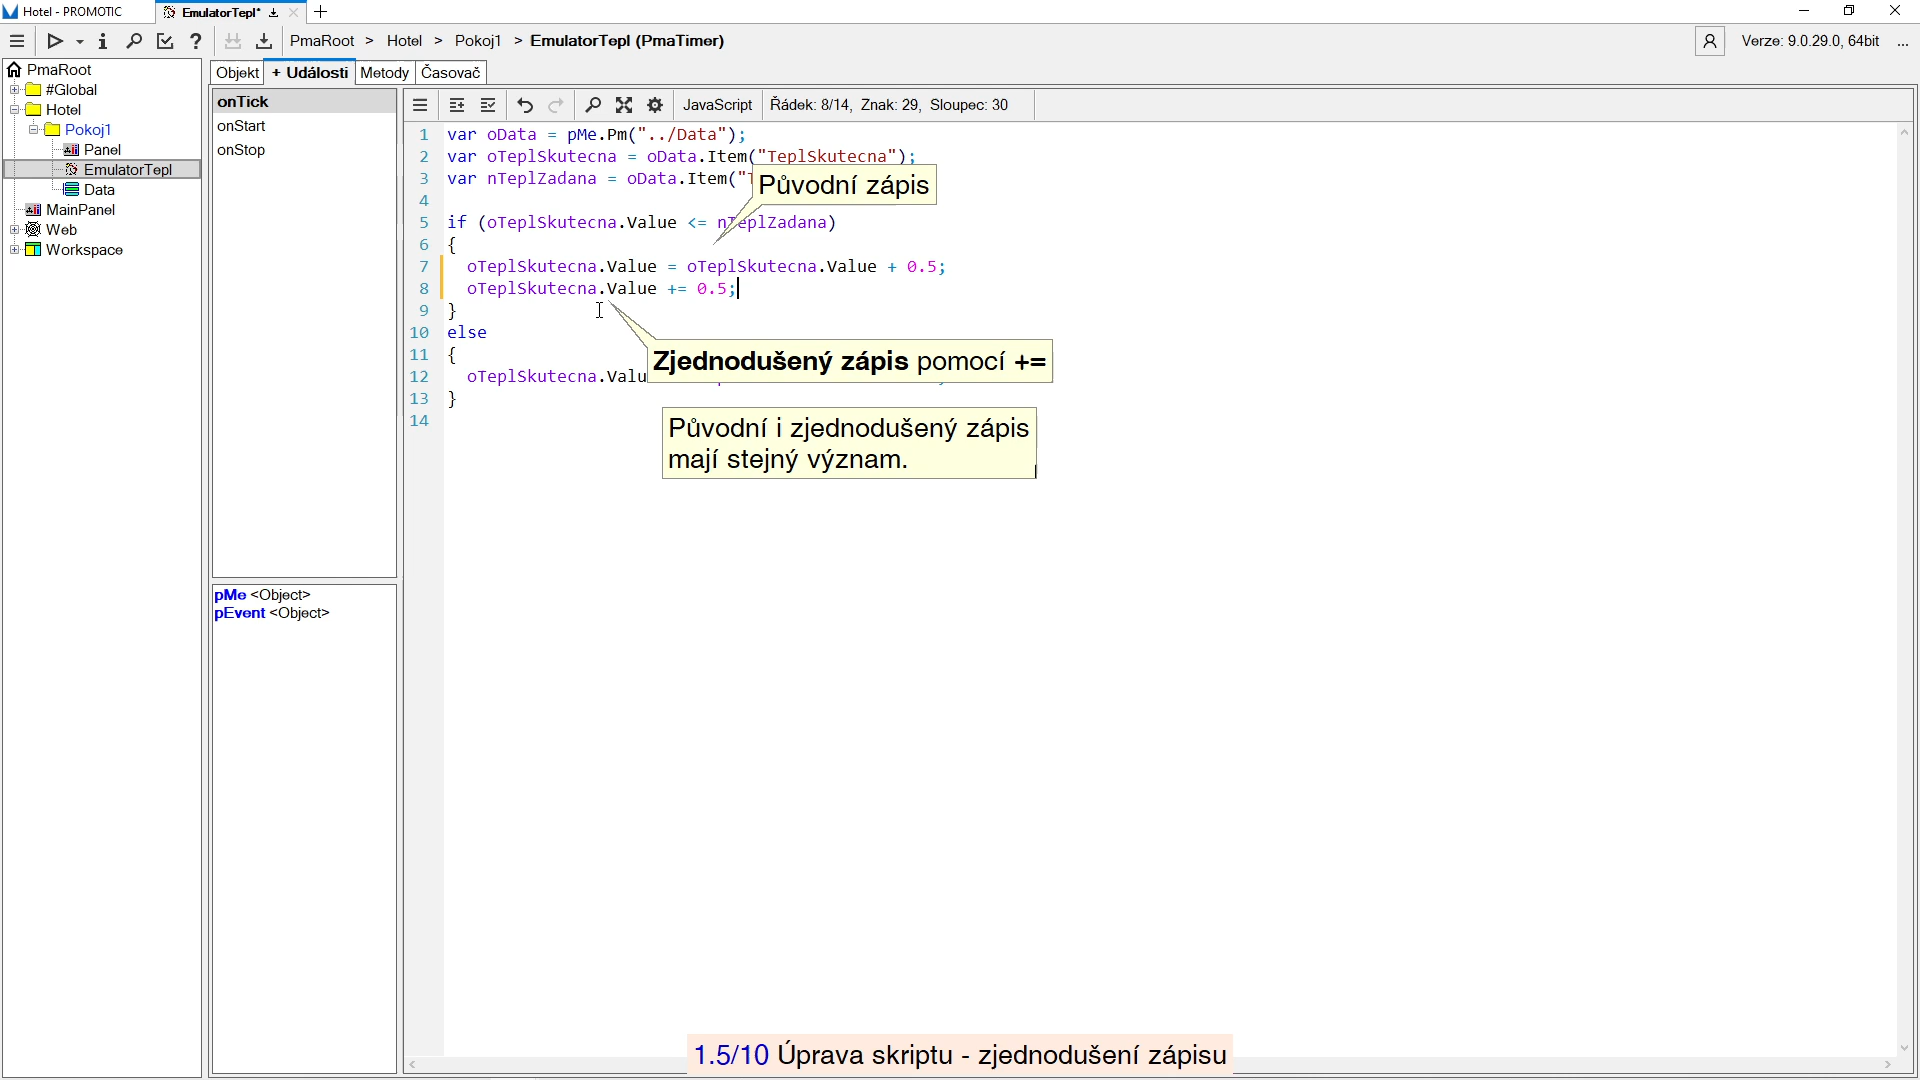 Hotel - PROMOTIC
EmulatorTepl*
PmaRoot > Hotel > Pokoj1 > EmulatorTepl (PmaTimer)
Verze: 9.0.29.0, 64bit ...
PmaRoot
#Global
Hotel
Pokoj1
Panel
EmulatorTepl
Data
MainPanel
Web
Workspace
Objekt
+ Události
Metody
Časovač
onTick
onStart
onStop
pMe <Object>
pEvent <Object>
JavaScript
Řádek: 8/14, Znak: 29, Sloupec: 30
1 var oData = pMe.Pm("../Data");
2 var oTeplSkutecna = oData.Item("TeplSkutecna");
3 var nTeplZadana = oData.Item("
4
5 if (oTeplSkutecna.Value <= nTeplZadana)
6 {
7 oTeplSkutecna.Value = oTeplSkutecna.Value + 0.5;
8 oTeplSkutecna.Value += 0.5;
9 }
10 else
11 {
12 oTeplSkutecna.Valu
13 }
14
Původní zápis
Zjednodušený zápis pomocí +=
Původní i zjednodušený zápis
mají stejný význam.
1.5/10 Úprava skriptu - zjednodušení zápisu